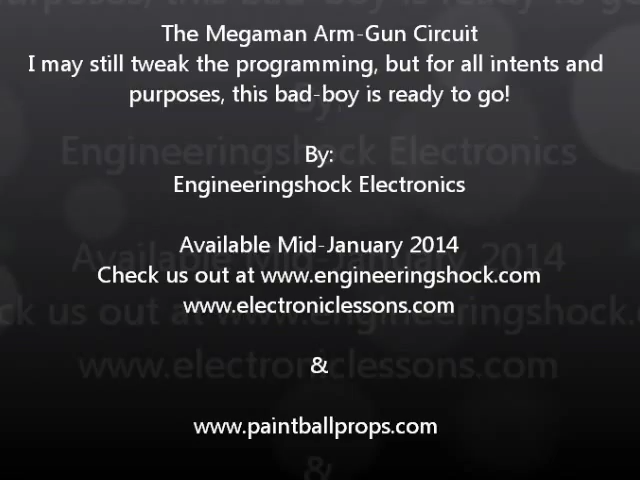 The Megaman Arm-Gun Circuit
I may still tweak the programming, but for all intents and
purposes, this bad-boy is ready to go!
By:
Engineeringshock Electronics
Available Mid-January 2014
Check us out at www.engineeringshock.com
www.electroniclessons.com
&
www.paintballprops.com